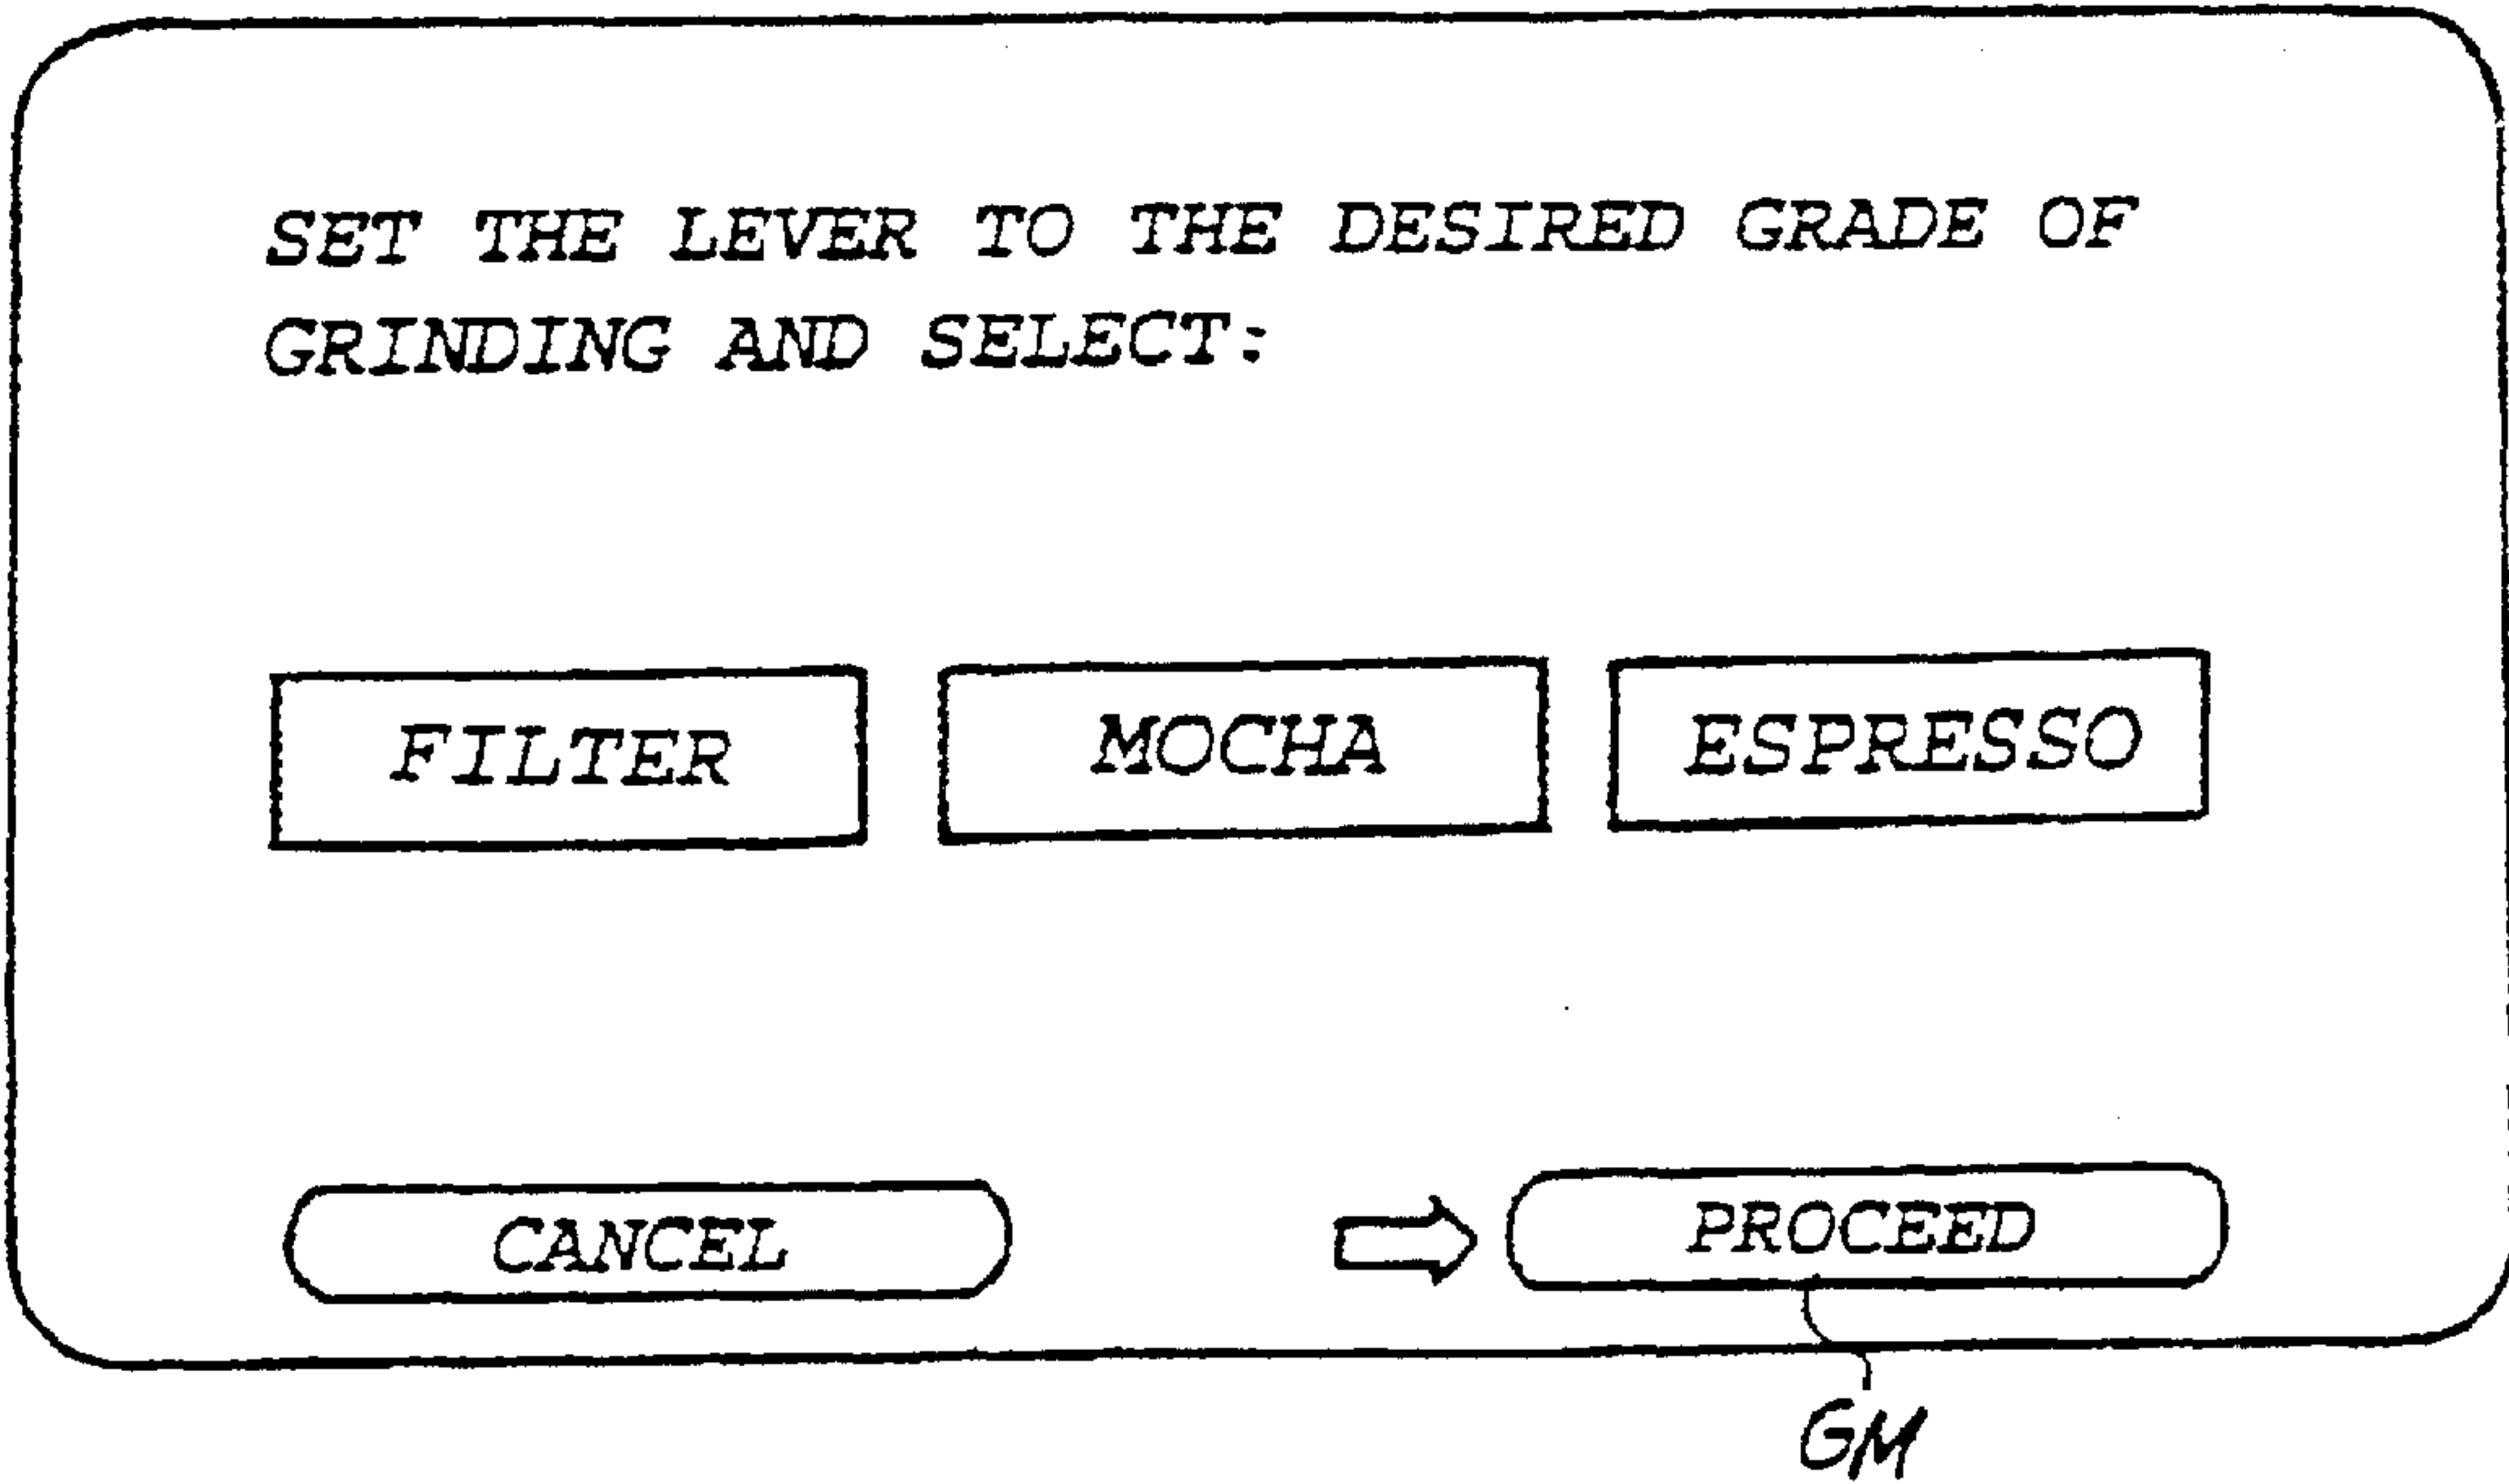 SET THE LEVER TO THE DESIRED GRADE OF
GRINDING AND SELECT:
FILTER MOCHA ESPRESSO
CANCEL PROCEED
GM